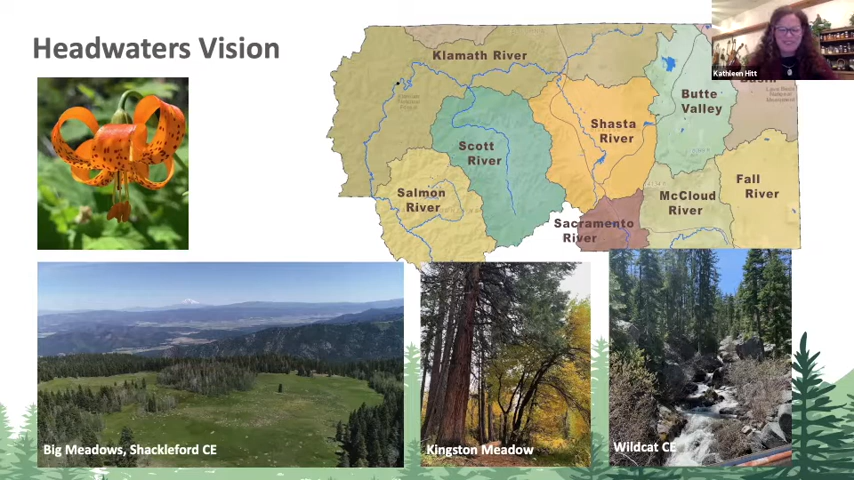 Headwaters Vision
Klamath River
Scott
River
Shasta
River
Butte
Valley
Salmon
River
Sacramento
River
McCloud
River
Fall
River
Kathleen Hitt
Big Meadows, Shackleford CE
Kingston Meadow
Wildcat CE